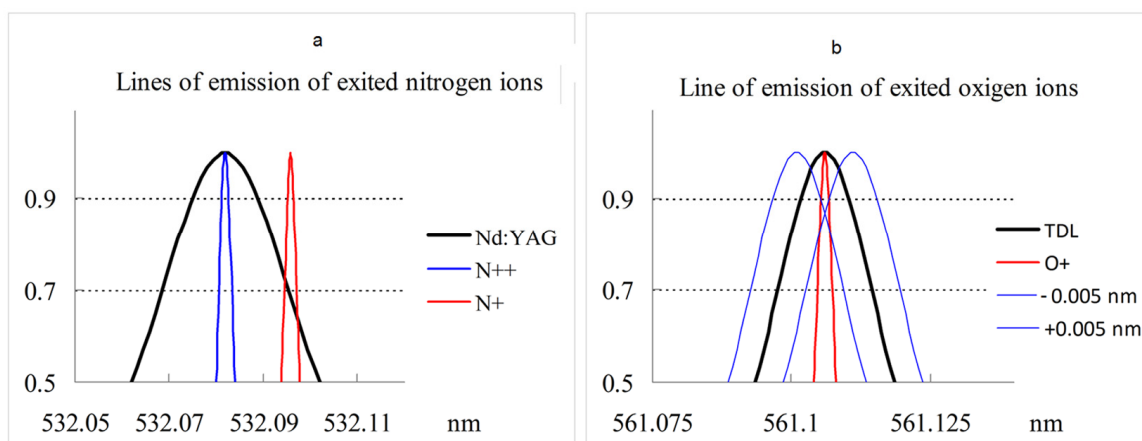 a
Lines of emission of exited nitrogen ions
0.9
0.7
0.5
532.05 532.07 532.09 532.11 nm
Nd:YAG
N++
N+
b
Line of emission of exited oxigen ions
0.9
0.7
0.5
561.075 561.1 561.125 nm
TDL
O+
- 0.005 nm
+0.005 nm